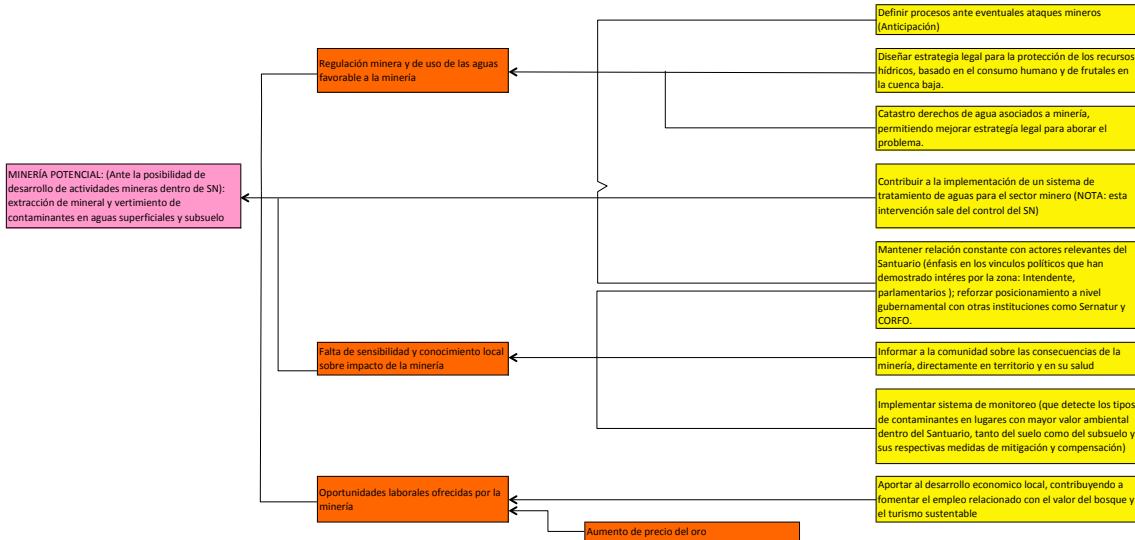 Definir procesos ante eventuales ataques mineros
(Anticipación)
Regulación minera y de uso de las aguas
favorable a la minería
Diseñar estrategia legal para la protección de los recursos
hídricos, basado en el consumo humano y de frutales en
la cuenca baja.
Catastro derechos de agua asociados a minería,
permitiendo mejorar estrategía legal para aborar el
problema.
MINERÍA POTENCIAL: (Ante la posibilidad de
desarrollo de actividades mineras dentro de SN):
extracción de mineral y vertimiento de
contaminantes en aguas superficiales y subsuelo
Contribuir a la implementación de un sistema de
tratamiento de aguas para el sector minero (NOTA: esta
intervención sale del control del SN)
Mantener relación constante con actores relevantes del
Santuario (énfasis en los vinculos políticos que han
demostrado intéres por la zona: Intendente,
parlamentarios ); reforzar posicionamiento a nivel
gubernamental con otras instituciones como Sernatur y
CORFO.
Falta de sensibilidad y conocimiento local
sobre impacto de la minería
Informar a la comunidad sobre las consecuencias de la
minería, directamente en territorio y en su salud
Implementar sistema de monitoreo (que detecte los tipos
de contaminantes en lugares con mayor valor ambiental
dentro del Santuario, tanto del suelo como del subsuelo y
sus respectivas medidas de mitigación y compensación)
Oportunidades laborales ofrecidas por la
minería
Aportar al desarrollo economico local, contribuyendo a
fomentar el empleo relacionado con el valor del bosque y
el turismo sustentable
Aumento de precio del oro